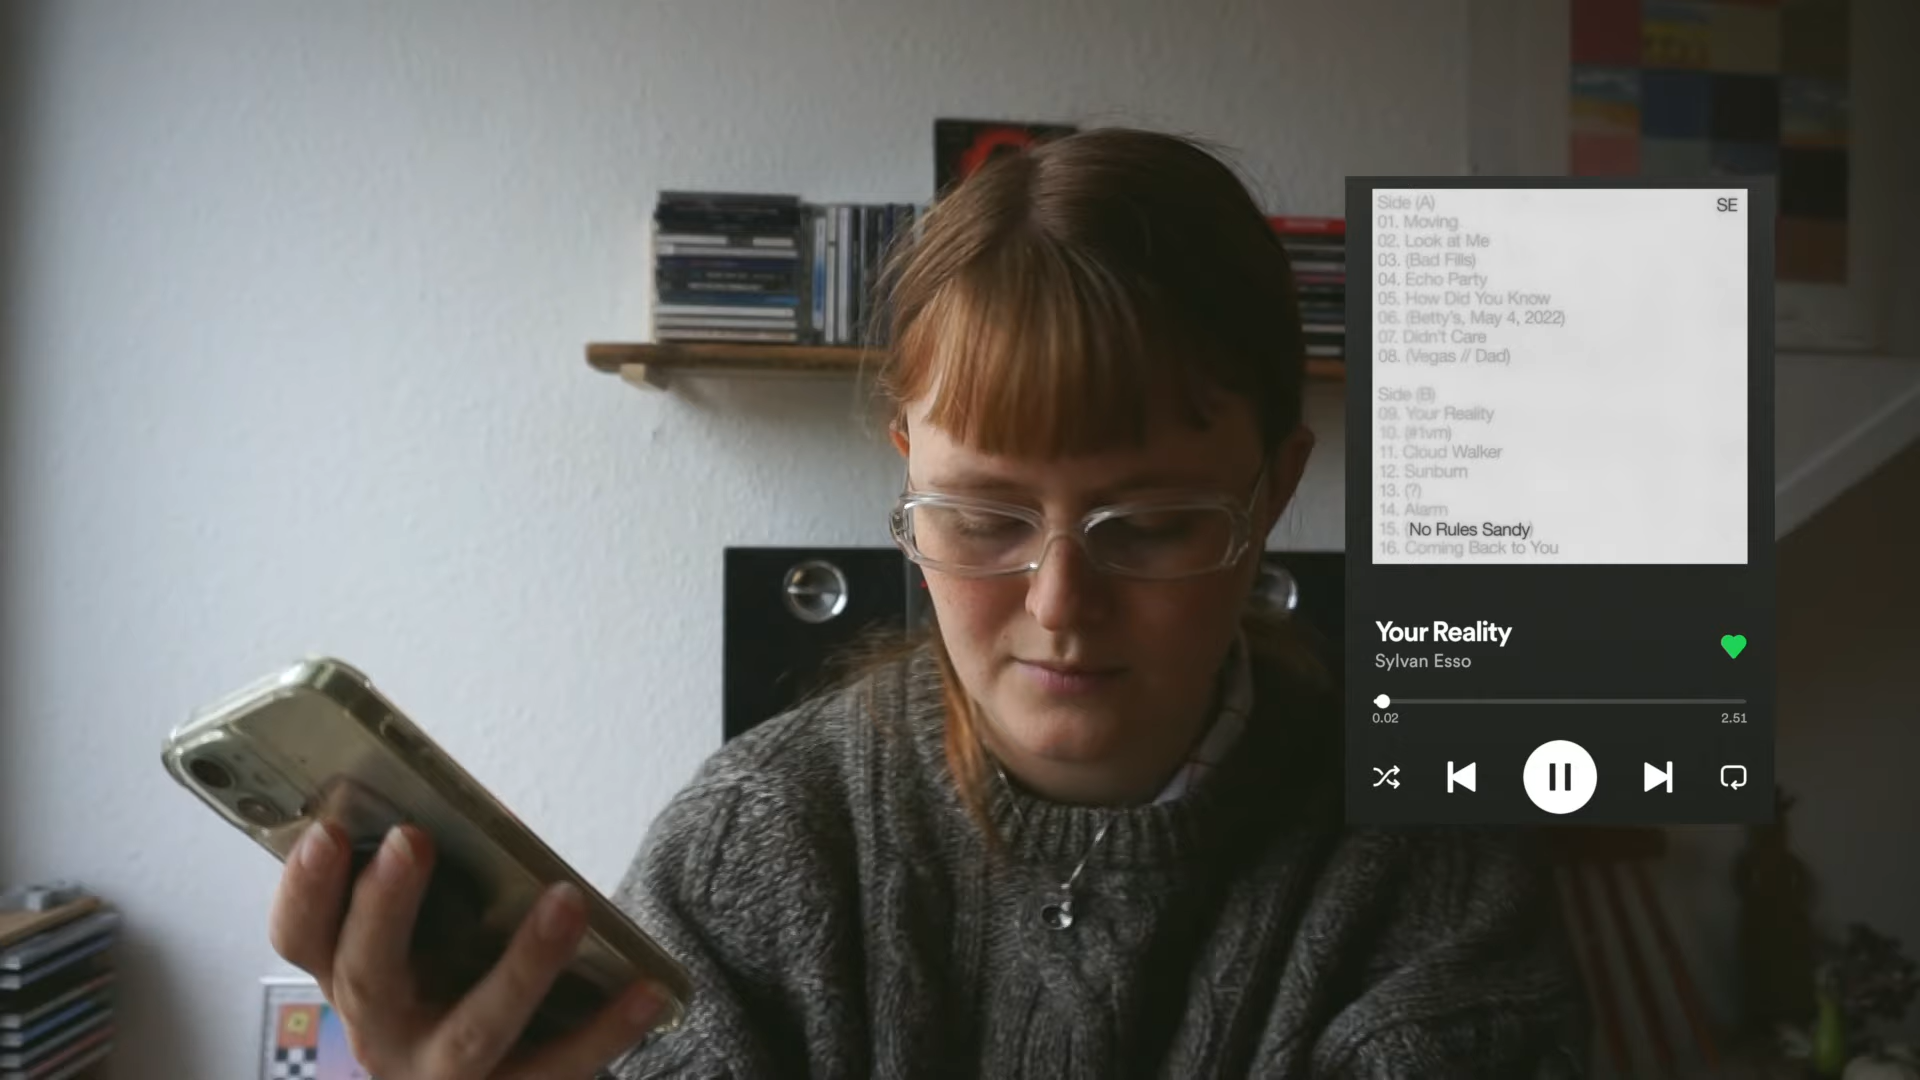 Side (A)
SE
01. Moving
02. Look at Me
03. (Bad Fills)
04. Echo Party
05. How Did You Know
06. (Betty's, May 4, 2022)
07. Didn't Care
08. (Vegas // Dad)
Side (B)
09. Your Reality
10. (#1vm)
11. Cloud Walker
12. Sunburn
13. (?)
14. Alarm
15. (No Rules Sandy)
16. Coming Back to You
Your Reality
Sylvan Esso
0.02
2.51